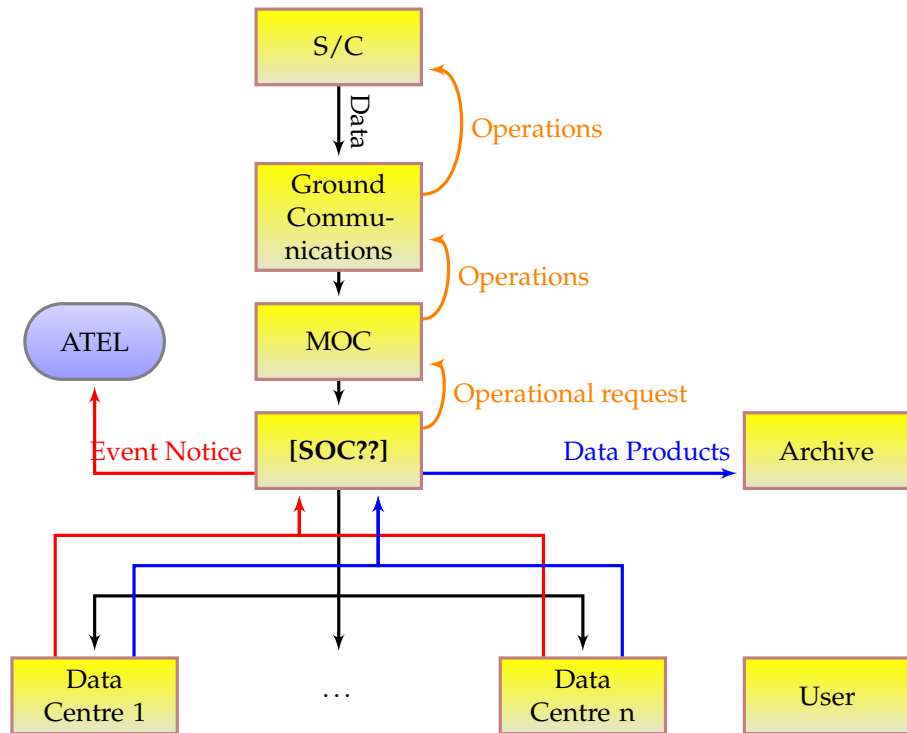 S/C
Data
Operations
Ground
Commu-
nications
Operations
ATEL
MOC
Operational request
Event Notice
[SOC??]
Data Products
Archive
Data
Centre 1
...
Data
Centre n
User